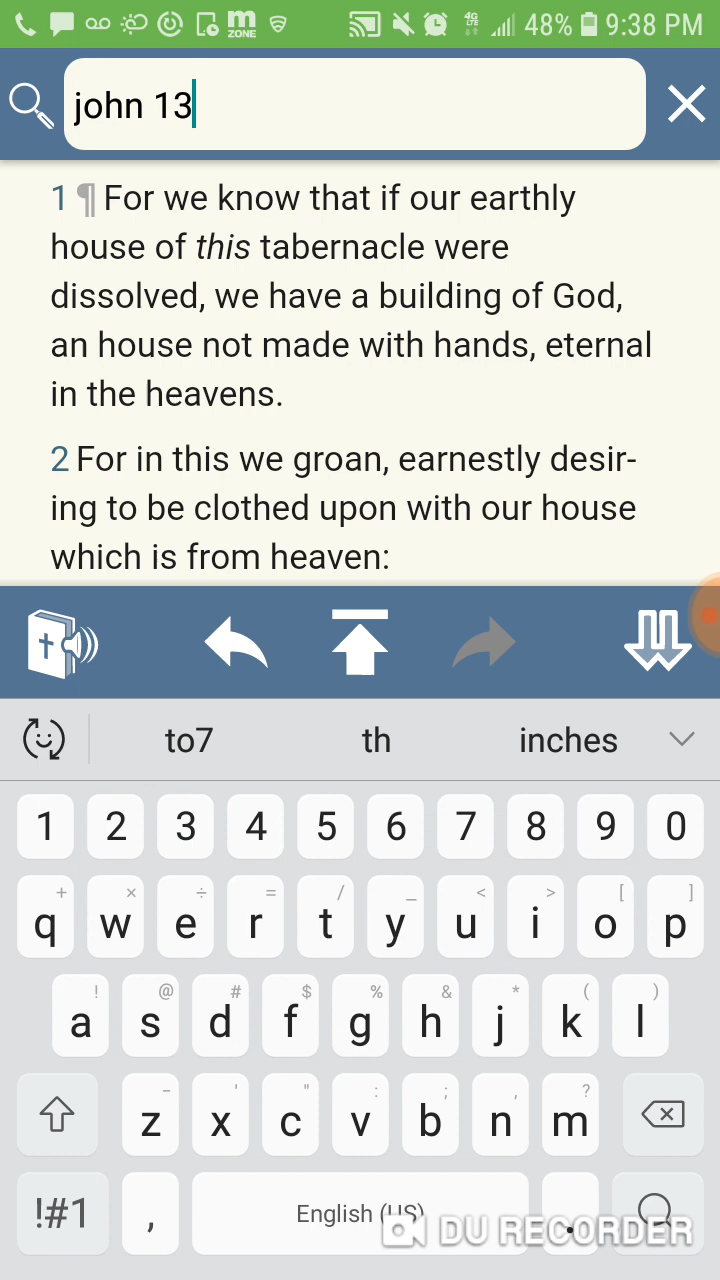 m ZONE 4G LTE 48% 9:38 PM
john 13
1 ¶ For we know that if our earthly
house of this tabernacle were
dissolved, we have a building of God,
an house not made with hands, eternal
in the heavens.
2 For in this we groan, earnestly desir-
ing to be clothed upon with our house
which is from heaven:
to7 th inches
1 2 3 4 5 6 7 8 9 0
+ × ÷ = / _ < > [ ]
q w e r t y u i o p
! @ # $ % & * ( )
a s d f g h j k l
- ' " : ; , ?
z x c v b n m
!#1 , English (US) .
DU RECORDER